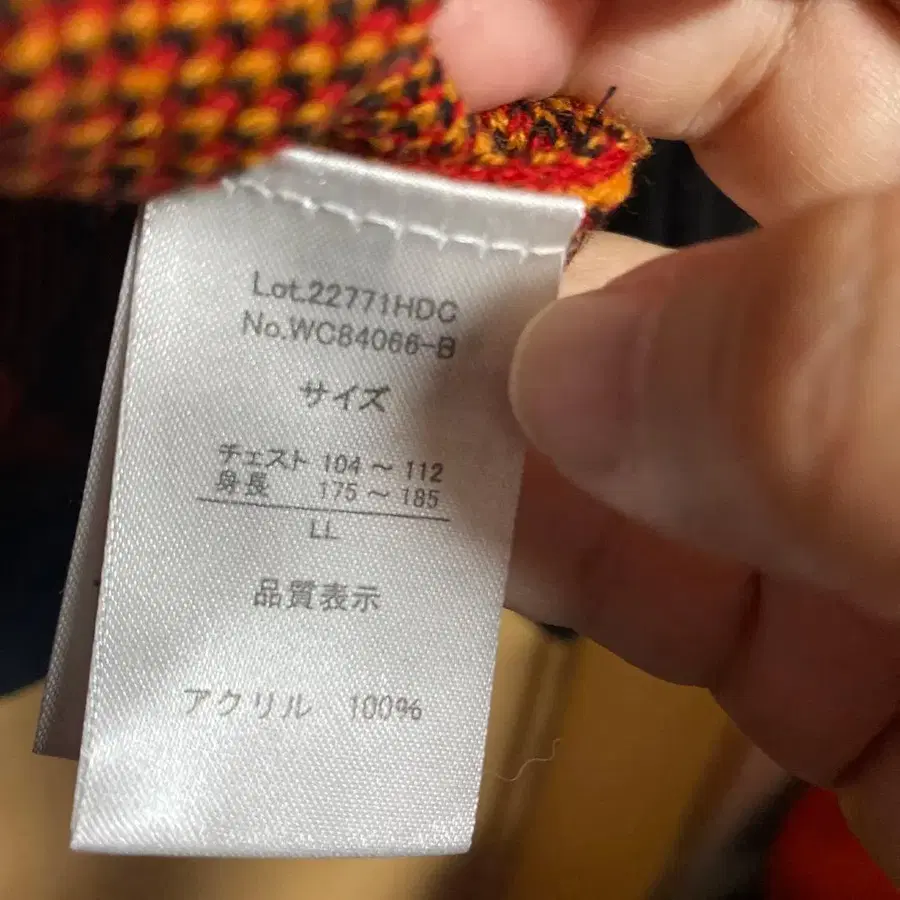 Lot.22771HDC
No.WC84066-B
サイズ
チェスト 104 ～ 112
身長 175 ～ 185
LL
品質表示
アクリル 100%